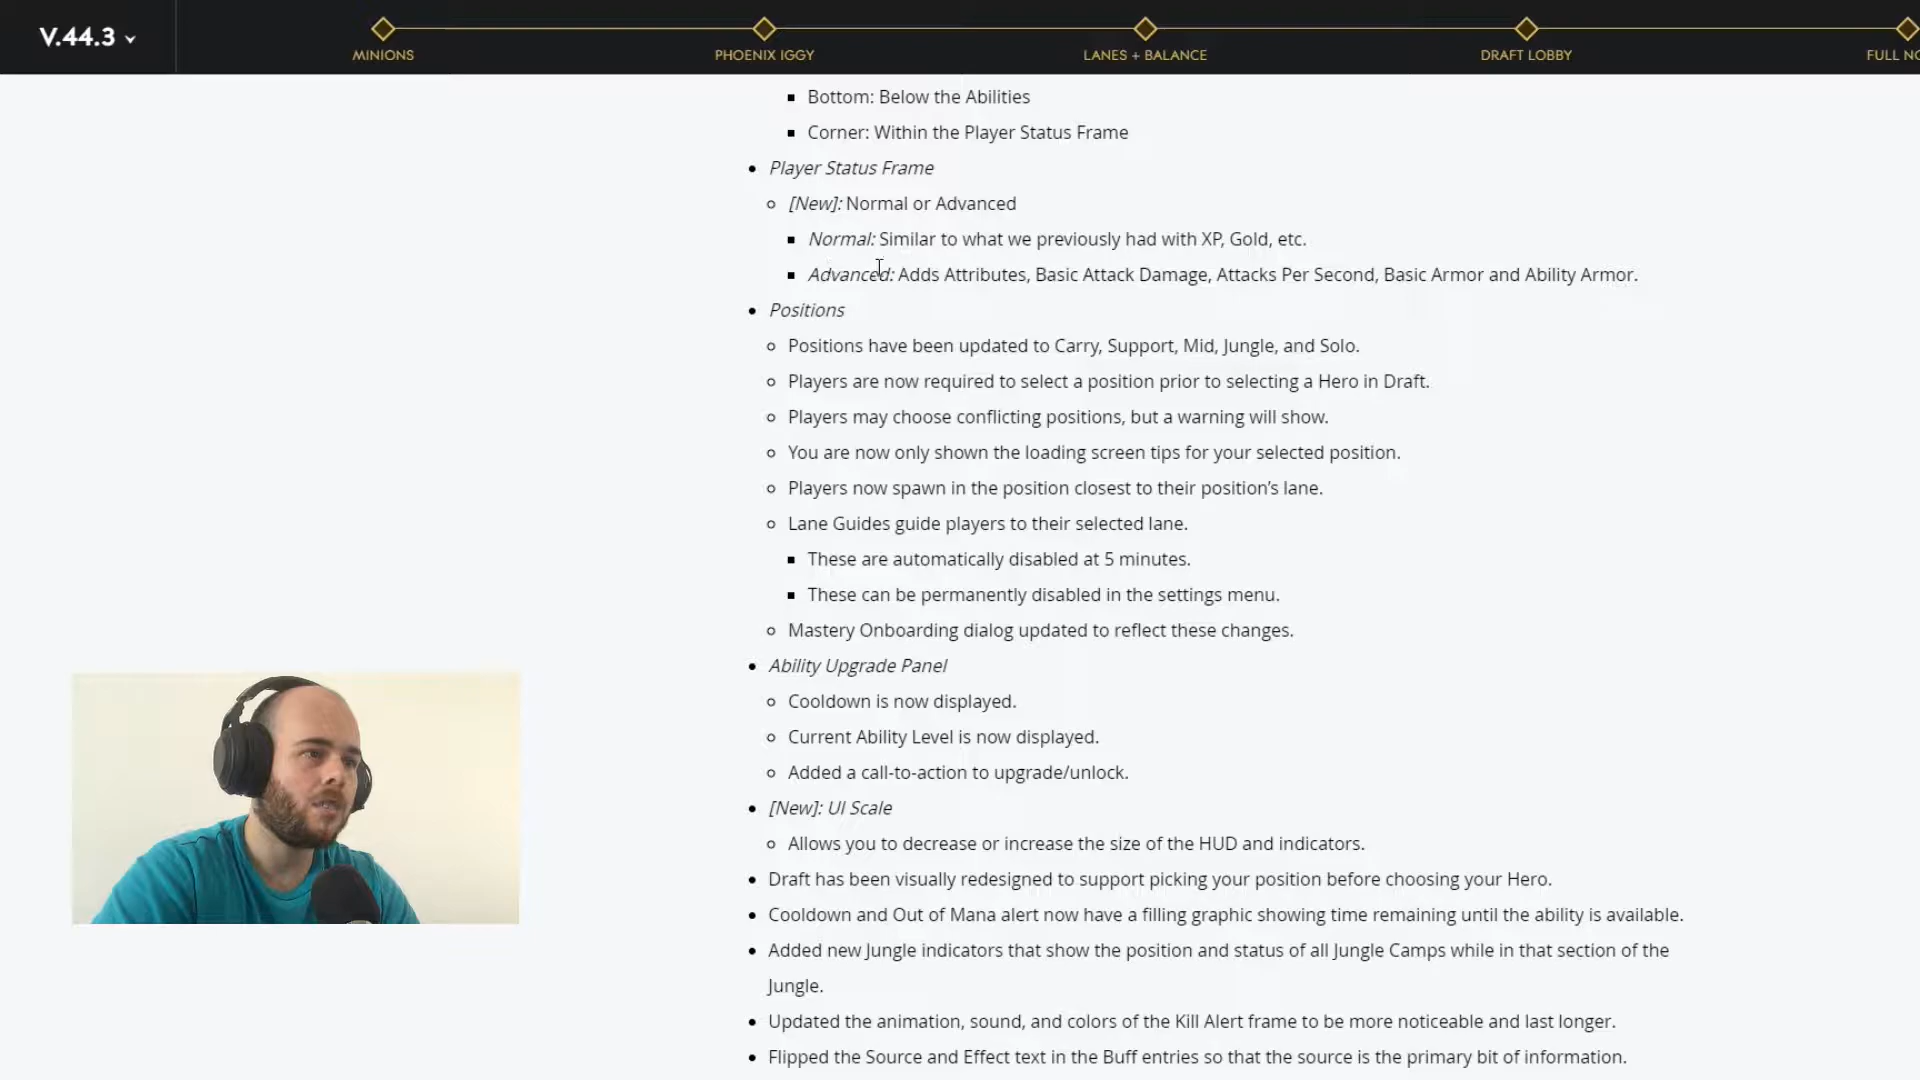 V.44.3
MINIONS
PHOENIX IGGY
LANES + BALANCE
DRAFT LOBBY
FULL NO
Bottom: Below the Abilities
Corner: Within the Player Status Frame
Player Status Frame
[New]: Normal or Advanced
Normal: Similar to what we previously had with XP, Gold, etc.
Advanced: Adds Attributes, Basic Attack Damage, Attacks Per Second, Basic Armor and Ability Armor.
Positions
Positions have been updated to Carry, Support, Mid, Jungle, and Solo.
Players are now required to select a position prior to selecting a Hero in Draft.
Players may choose conflicting positions, but a warning will show.
You are now only shown the loading screen tips for your selected position.
Players now spawn in the position closest to their position's lane.
Lane Guides guide players to their selected lane.
These are automatically disabled at 5 minutes.
These can be permanently disabled in the settings menu.
Mastery Onboarding dialog updated to reflect these changes.
Ability Upgrade Panel
Cooldown is now displayed.
Current Ability Level is now displayed.
Added a call-to-action to upgrade/unlock.
[New]: UI Scale
Allows you to decrease or increase the size of the HUD and indicators.
Draft has been visually redesigned to support picking your position before choosing your Hero.
Cooldown and Out of Mana alert now have a filling graphic showing time remaining until the ability is available.
Added new Jungle indicators that show the position and status of all Jungle Camps while in that section of the
Jungle.
Updated the animation, sound, and colors of the Kill Alert frame to be more noticeable and last longer.
Flipped the Source and Effect text in the Buff entries so that the source is the primary bit of information.